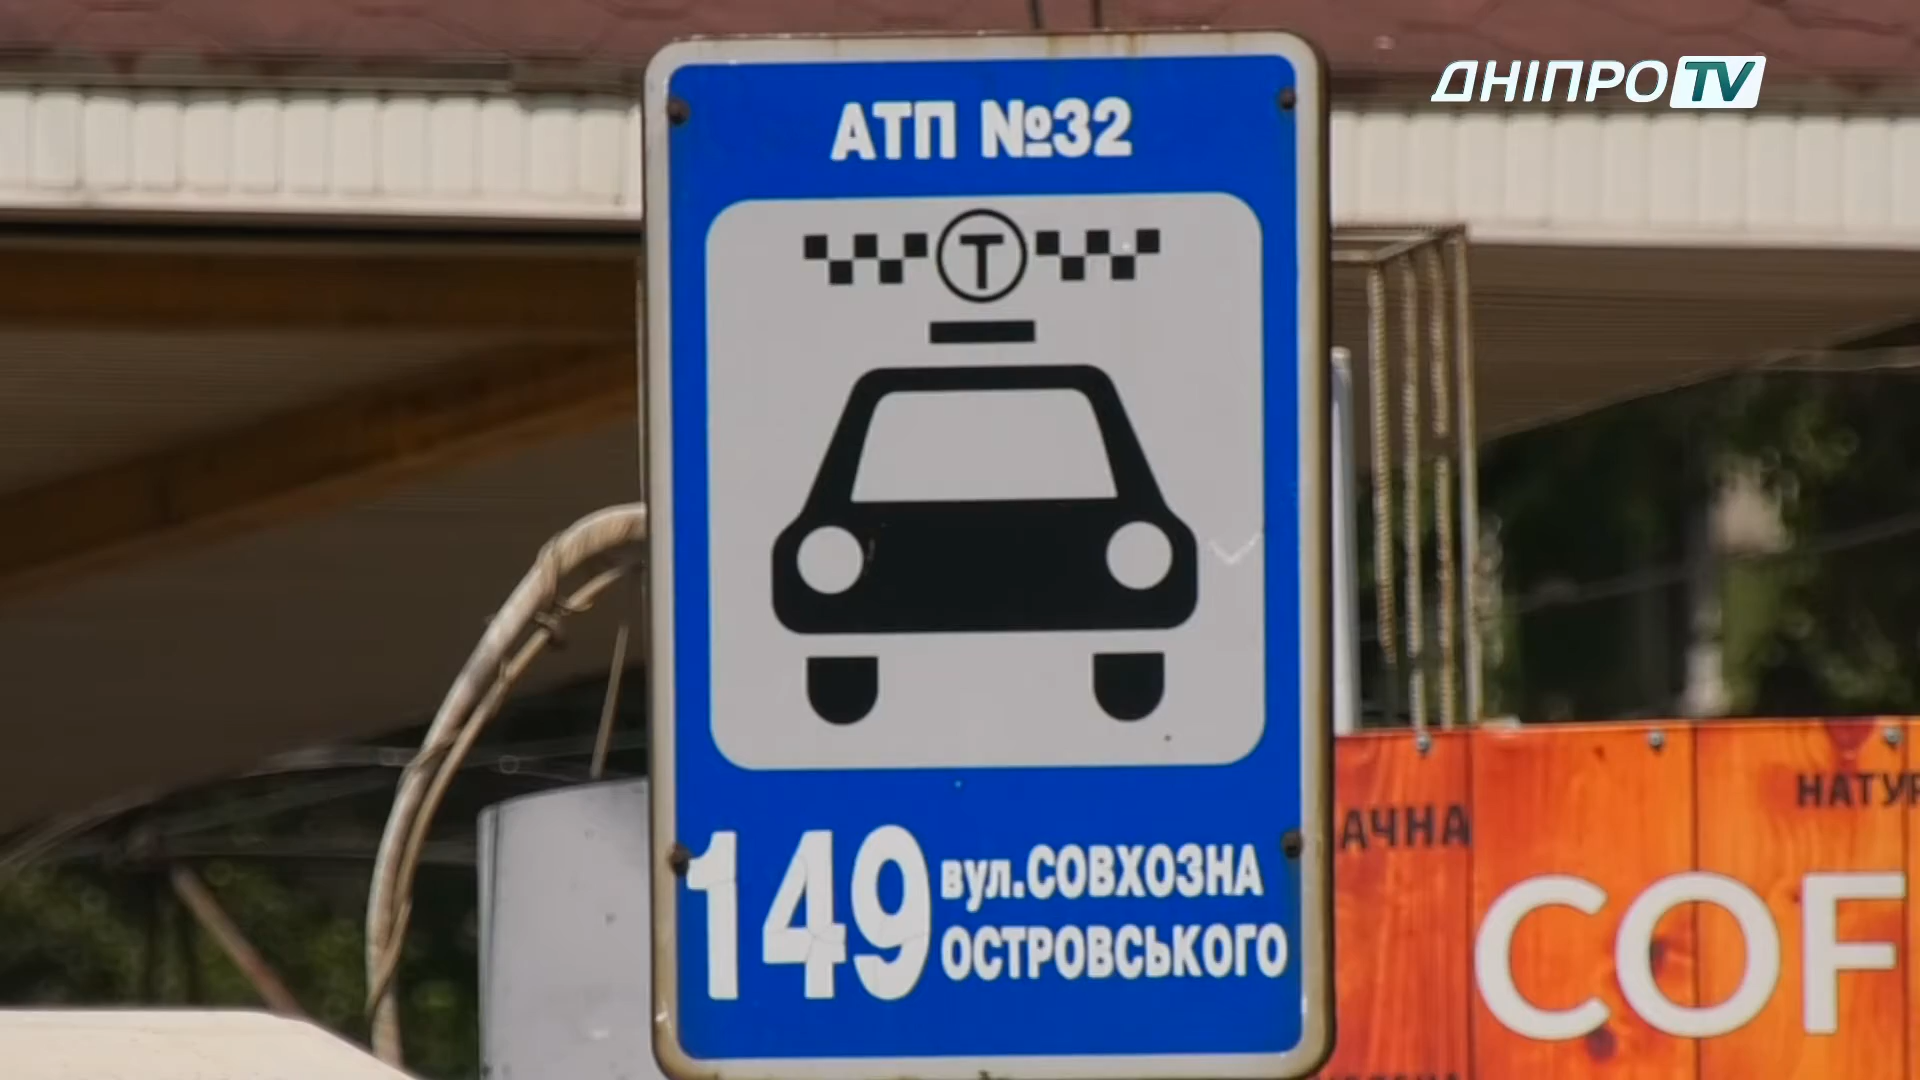 ДНІПРО TV
АТП №32
Т
149 вул.СОВХОЗНА
ОСТРОВСЬКОГО
АЧНА
НАТУР
COF